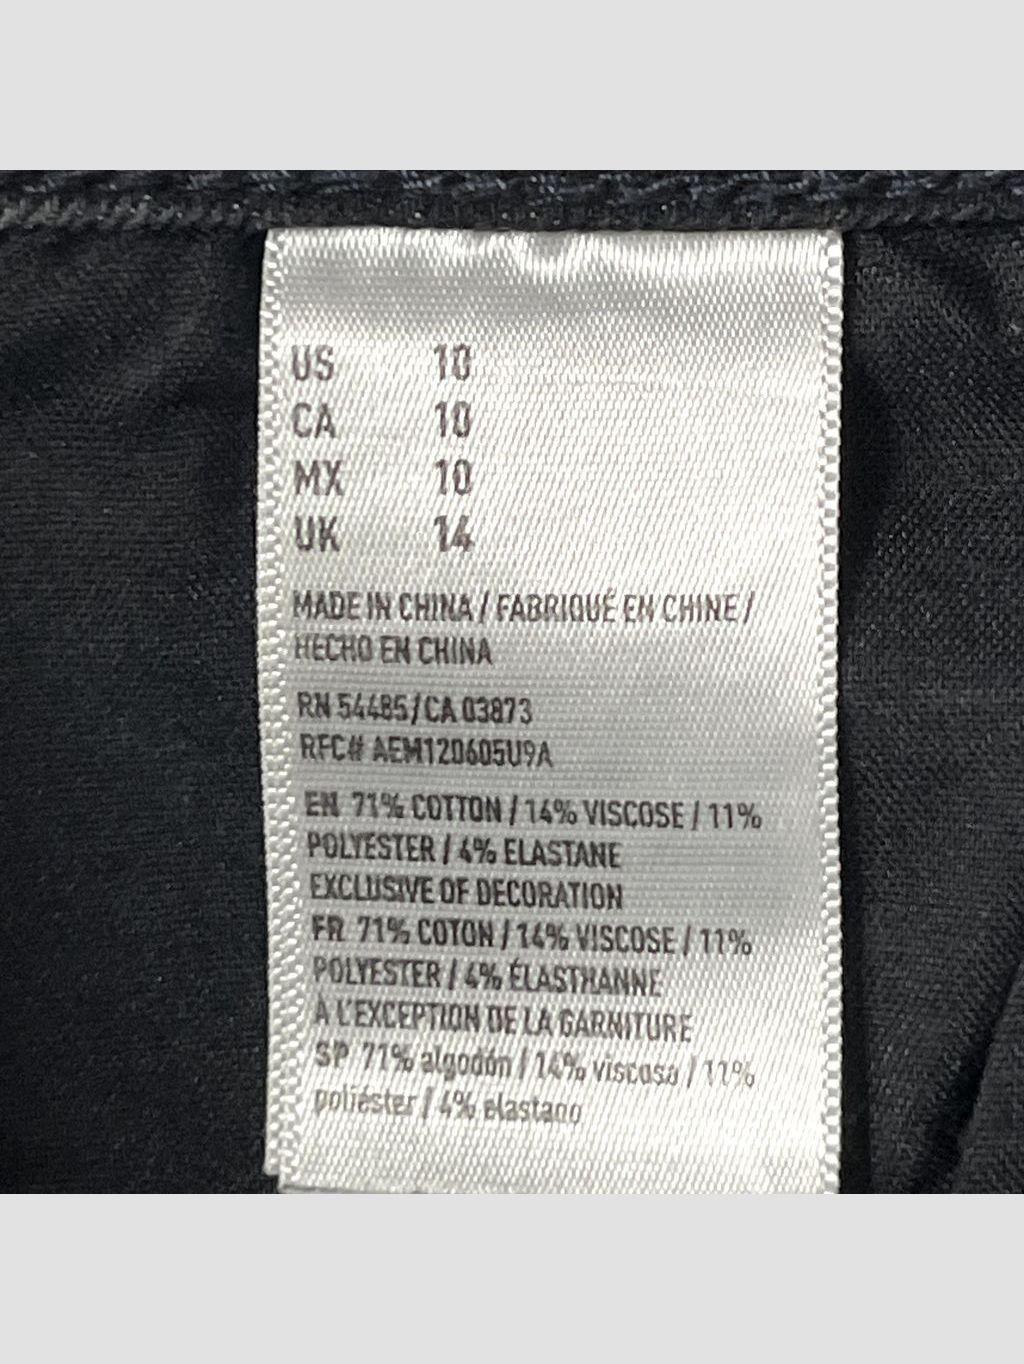 US 10
CA 10
MX 10
UK 14
MADE IN CHINA / FABRIQUÉ EN CHINE /
HECHO EN CHINA
RN 54485/CA 03873
RFC# AEM120605U9A
EN 71% COTTON / 14% VISCOSE / 11%
POLYESTER / 4% ELASTANE
EXCLUSIVE OF DECORATION
FR 71% COTON / 14% VISCOSE / 11%
POLYESTER / 4% ÉLASTHANNE
À L'EXCEPTION DE LA GARNITURE
SP 71% algodón / 14% viscosa / 11%
poliéster / 4% elastano